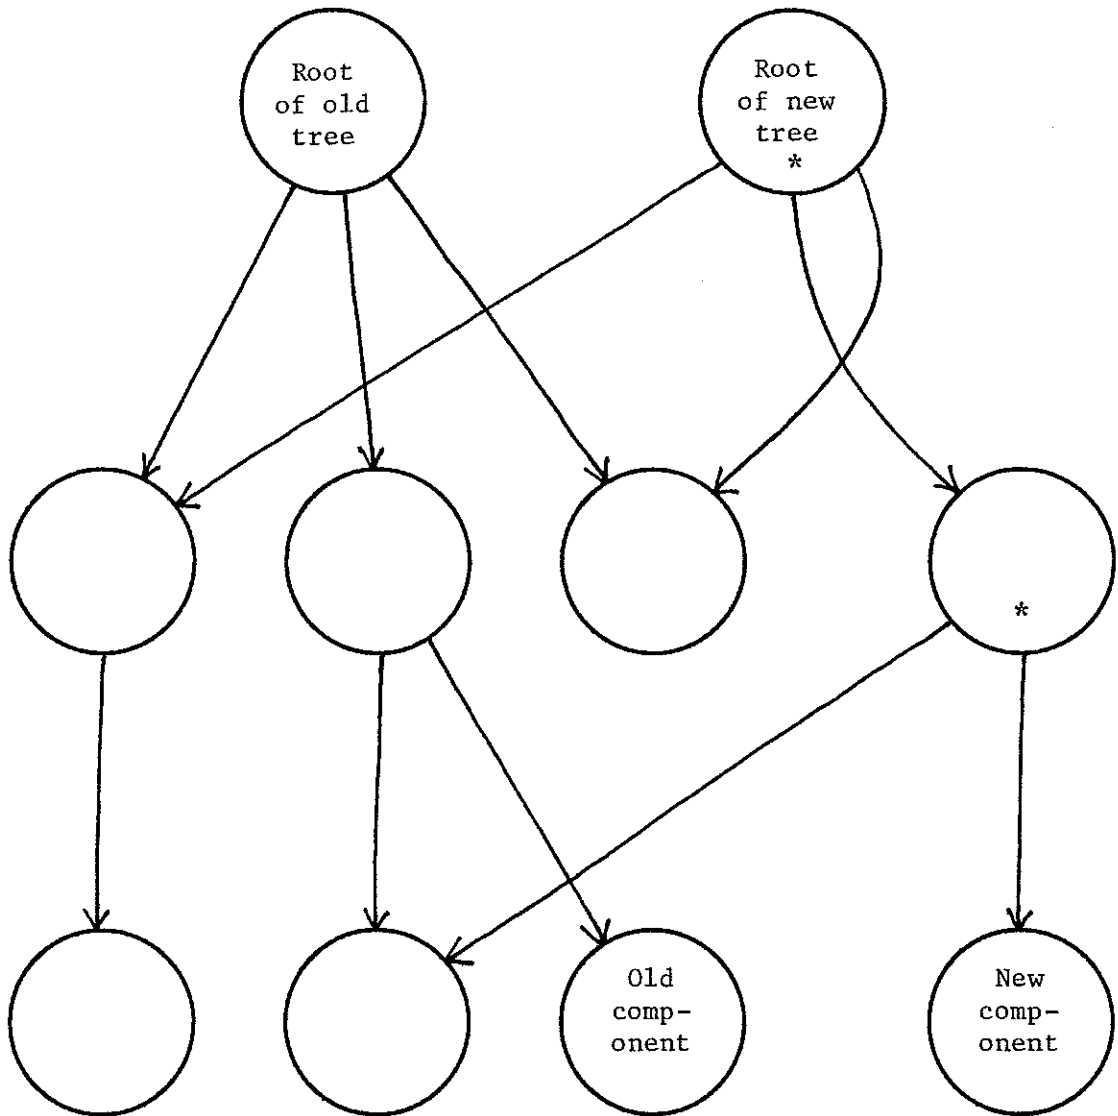 Root
of old
tree
Root
of new
tree
*
*
Old
comp-
onent
New
comp-
onent